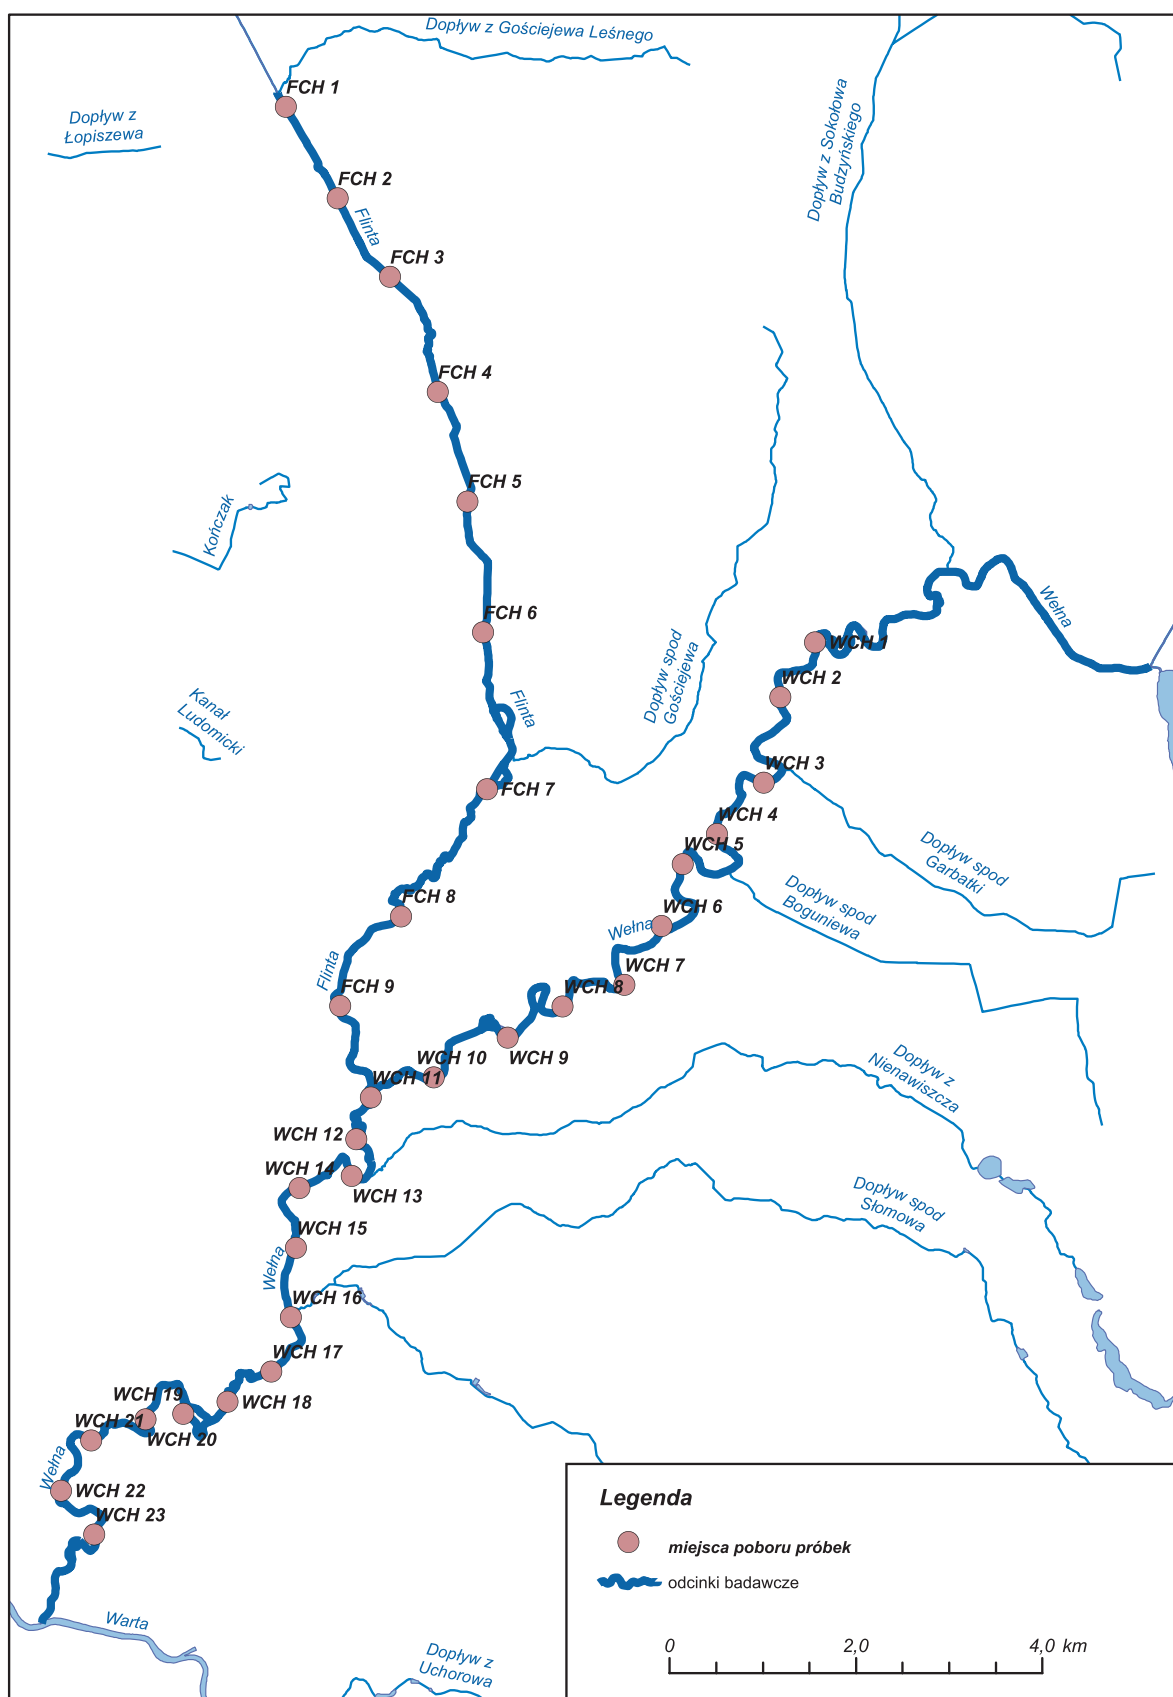 Dopływ z Gościejewa Leśnego
FCH 1
Dopływ z
Łopiszewa
Dopływ z Sokołowa
Budzyńskiego
FCH 2
Flinta
FCH 3
FCH 4
FCH 5
Kończak
Wełna
FCH 6
WCH 1
Dopływ spod
Gościejewa
WCH 2
Kanał
Ludomicki
Flinta
WCH 3
FCH 7
WCH 4
WCH 5
Dopływ spod
Garbatki
Dopływ spod
Boguniewa
FCH 8
WCH 6
Wełna
WCH 7
Flinta
FCH 9
WCH 8
WCH 9
WCH 10
WCH 11
Dopływ z
Nienawiszcza
WCH 12
WCH 14
WCH 13
Dopływ spod
Słomowa
WCH 15
Wełna
WCH 16
WCH 17
WCH 19
WCH 18
WCH 21
WCH 20
Wełna
WCH 22
WCH 23
Warta
Dopływ z
Uchorowa
Legenda
miejsca poboru próbek
odcinki badawcze
0 2,0 4,0 km